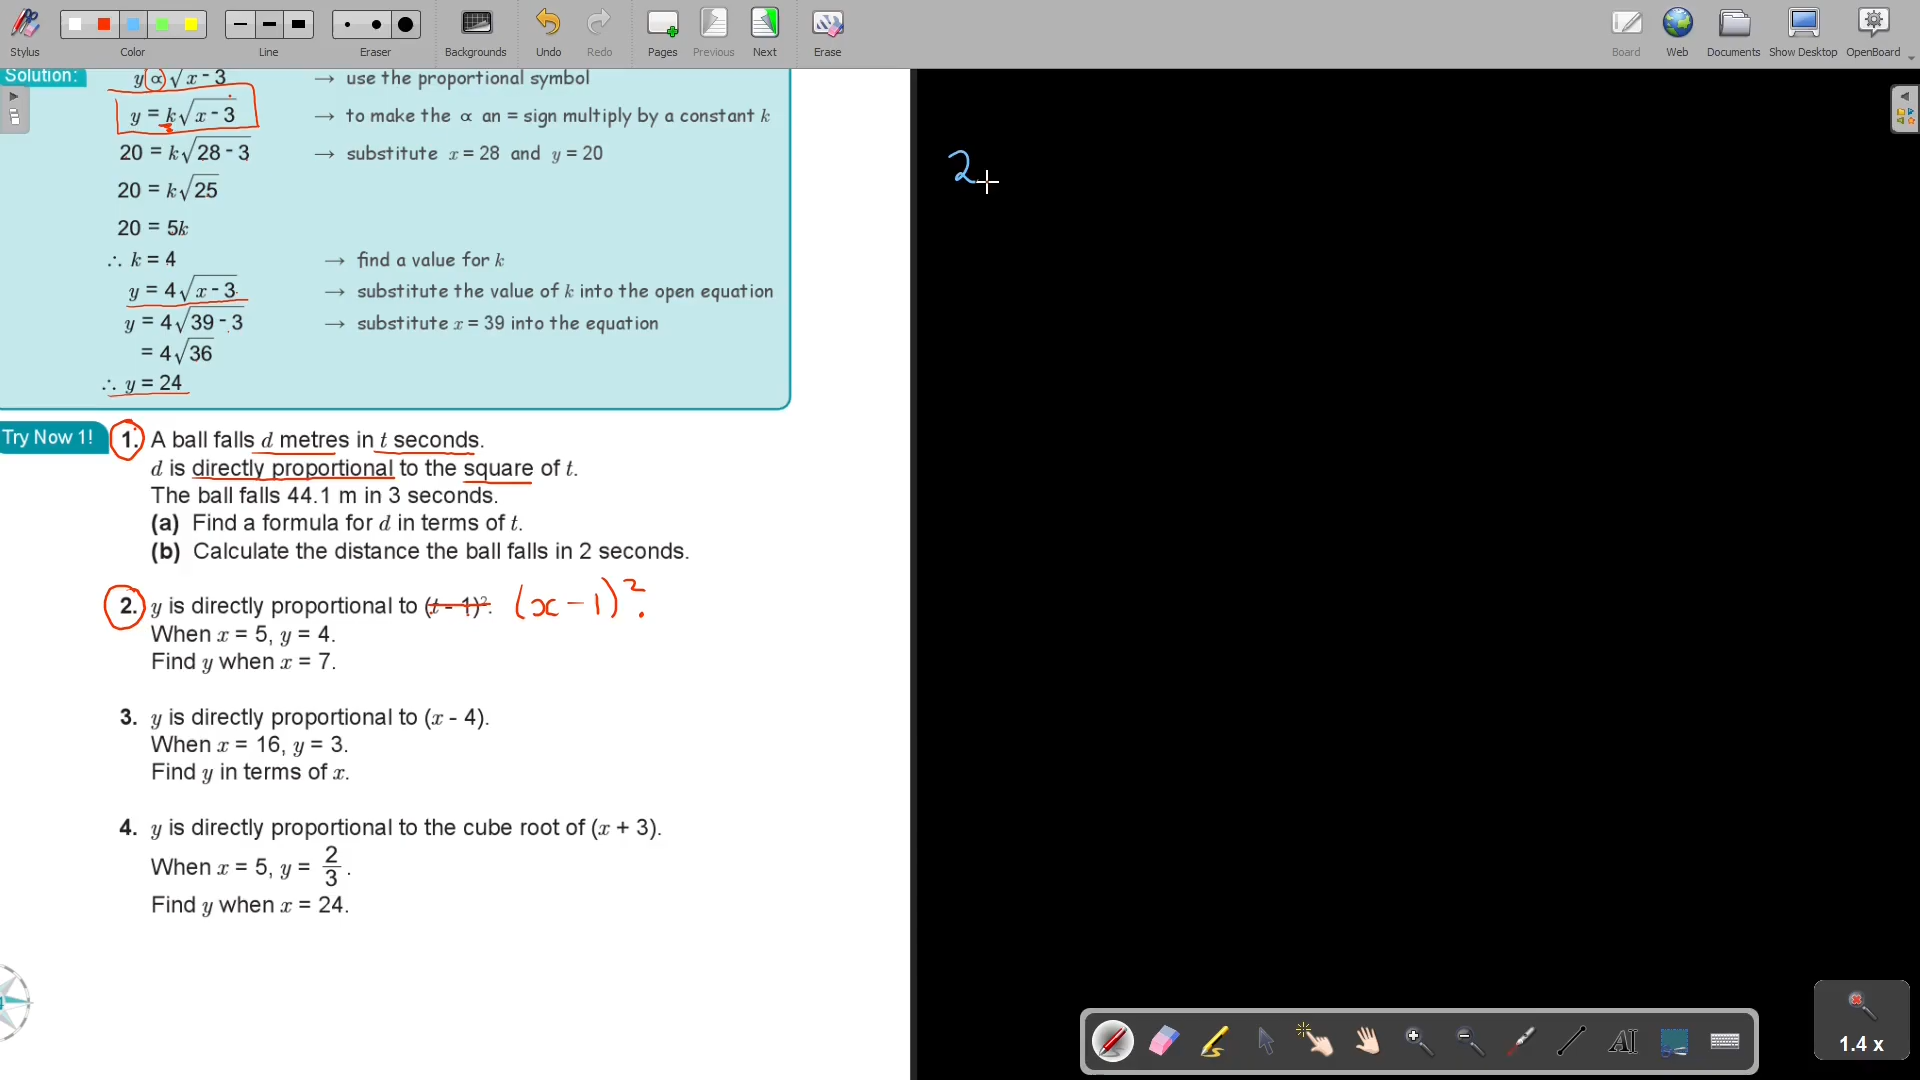 Stylus
Color
Line
Eraser
Backgrounds
Undo
Redo
Pages
Previous
Next
Erase
Board
Web
Documents
Show Desktop
OpenBoard
Solution:
y ∝ √x - 3 → use the proportional symbol
y = k√x - 3 → to make the ∝ an = sign multiply by a constant k
20 = k√28 - 3 → substitute x = 28 and y = 20
20 = k√25
20 = 5k
∴ k = 4 → find a value for k
y = 4√x - 3 → substitute the value of k into the open equation
y = 4√39 - 3 → substitute x = 39 into the equation
= 4√36
∴ y = 24
Try Now 1!
1. A ball falls d metres in t seconds.
d is directly proportional to the square of t.
The ball falls 44.1 m in 3 seconds.
(a) Find a formula for d in terms of t.
(b) Calculate the distance the ball falls in 2 seconds.
2. y is directly proportional to (t - 1)². (x - 1)².
When x = 5, y = 4.
Find y when x = 7.
3. y is directly proportional to (x - 4).
When x = 16, y = 3.
Find y in terms of x.
4. y is directly proportional to the cube root of (x + 3).
When x = 5, y = 2/3.
Find y when x = 24.
2
1.4 x